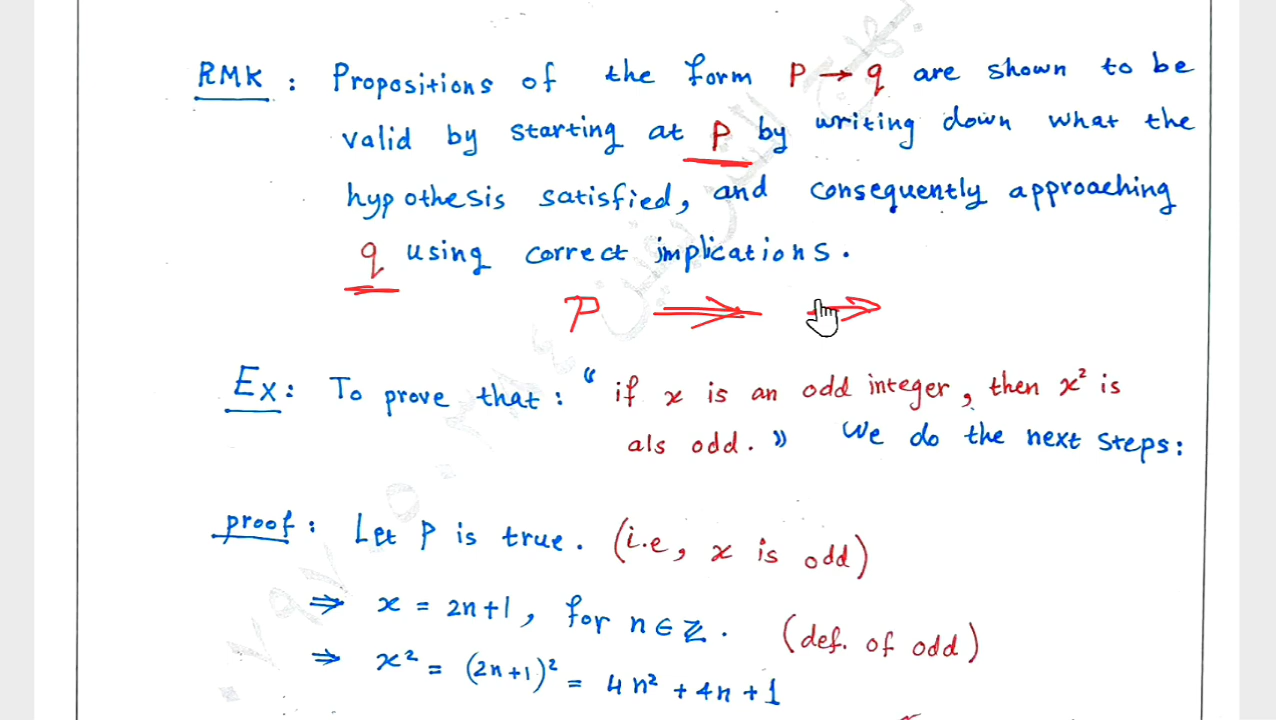 RMK : Propositions of the form P → q are shown to be
valid by starting at P by writing down what the
hypothesis satisfied, and consequently approaching
q using correct implications.
P ⟹ ⟹
Ex: To prove that: “if x is an odd integer, then x² is
als odd.” We do the next steps:
proof: Let P is true. (i.e, x is odd)
⇒ x = 2n+1, for n ∈ ℤ. (def. of odd)
⇒ x² = (2n+1)² = 4n² + 4n + 1